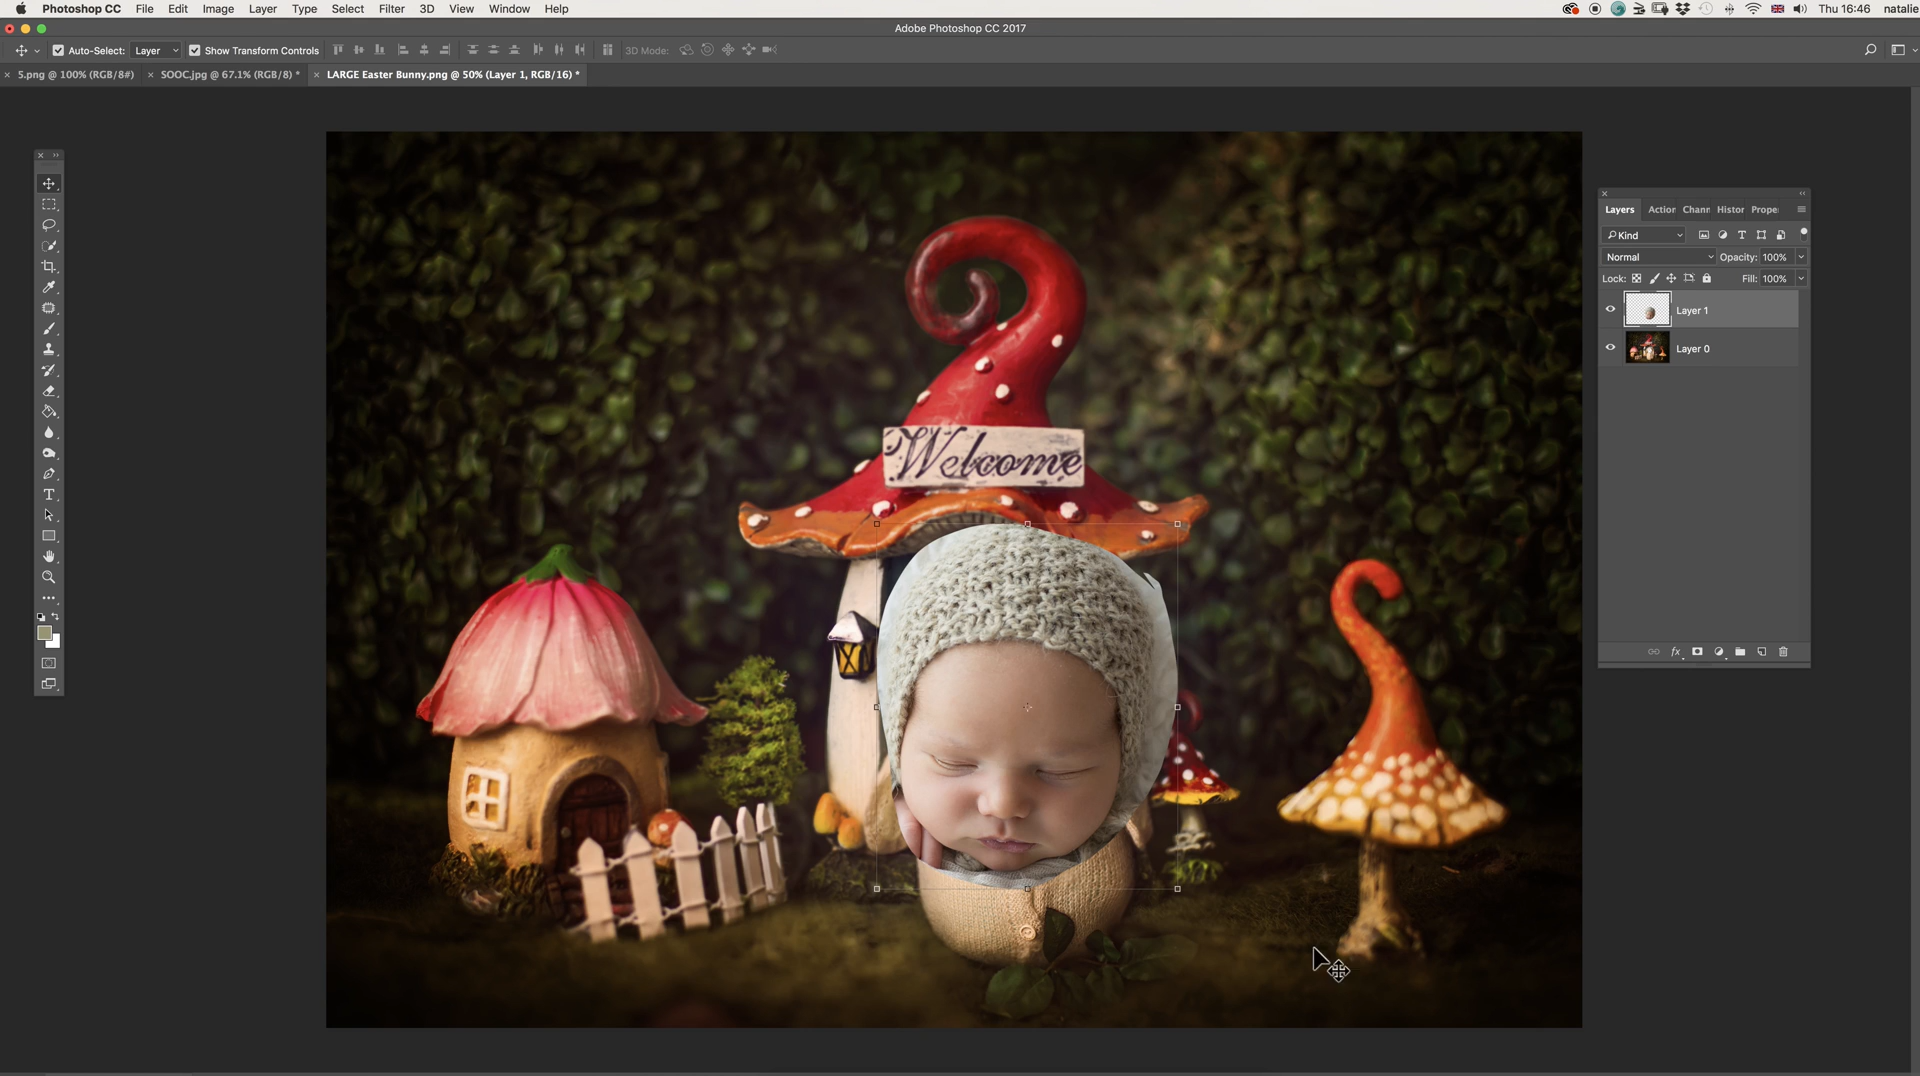 Photoshop CC File Edit Image Layer Type Select Filter 3D View Window Help Thu 16:46 natalie
Adobe Photoshop CC 2017
Auto-Select: Layer Show Transform Controls 3D Mode:
5.png @ 100% (RGB/8#) SOOC.jpg @ 67.1% (RGB/8) * LARGE Easter Bunny.png @ 50% (Layer 1, RGB/16) *
Layers Action Chann Histor Prope
Kind
Normal Opacity: 100%
Lock: Fill: 100%
Layer 1
Layer 0
Welcome